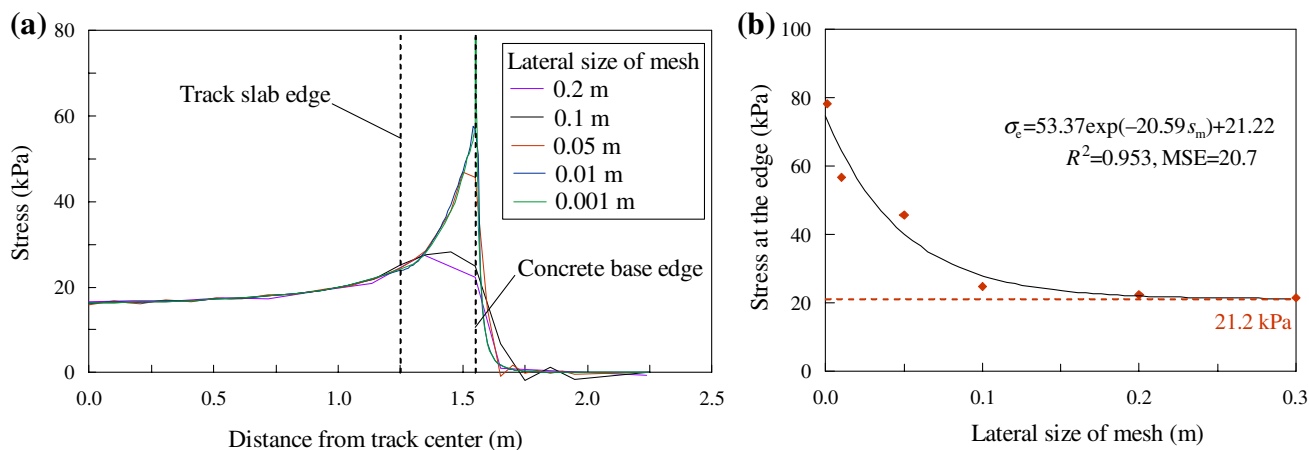 (a)
80
60
40
20
0
Stress (kPa)
Track slab edge
Lateral size of mesh
0.2 m
0.1 m
0.05 m
0.01 m
0.001 m
Concrete base edge
0.0 0.5 1.0 1.5 2.0 2.5
Distance from track center (m)
(b)
100
80
60
40
20
0
Stress at the edge (kPa)
σe=53.37exp(–20.59sm)+21.22
R²=0.953, MSE=20.7
21.2 kPa
0.0 0.1 0.2 0.3
Lateral size of mesh (m)